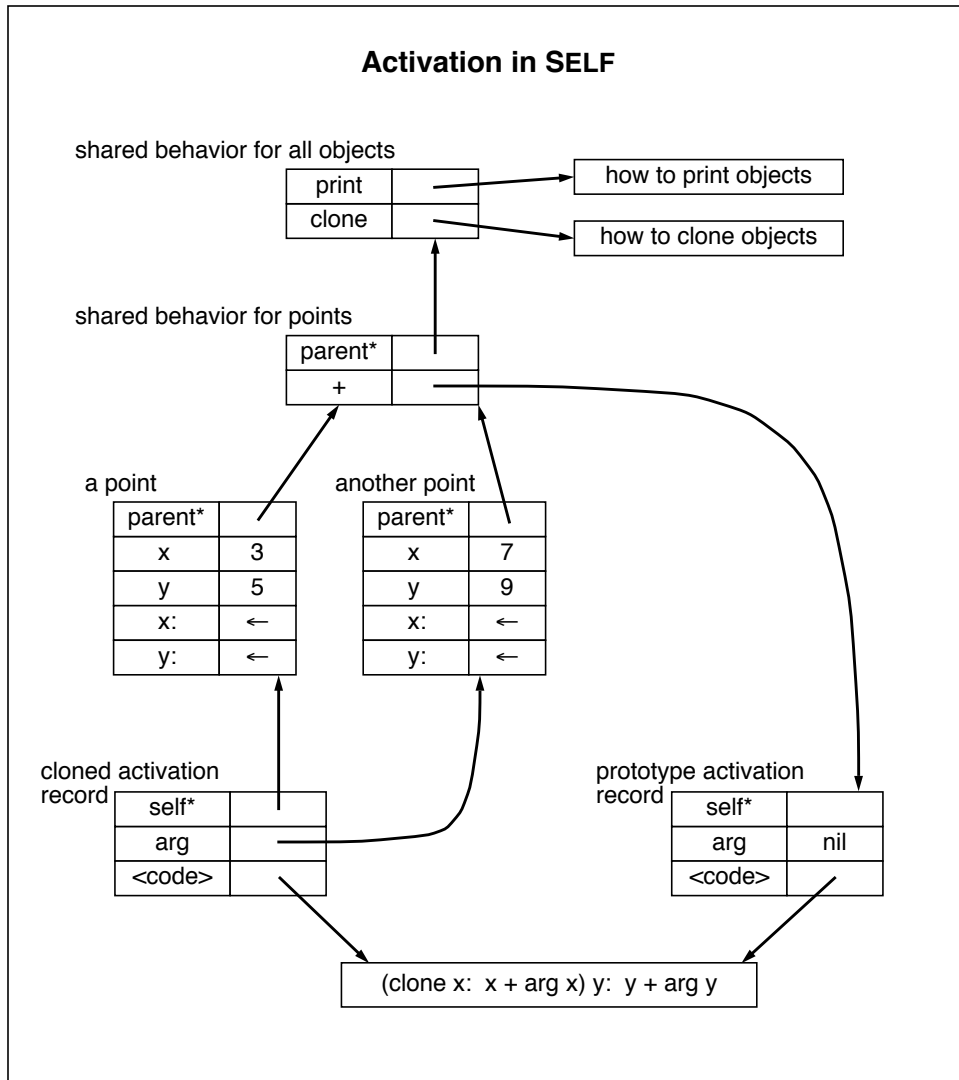 Activation in SELF
shared behavior for all objects
print
how to print objects
clone
how to clone objects
shared behavior for points
parent*
+
a point
another point
parent*
parent*
x 3
x 7
y 5
y 9
x: ←
x: ←
y: ←
y: ←
cloned activation
record
prototype activation
record
self*
self*
arg
arg nil
<code>
<code>
(clone x: x + arg x) y: y + arg y